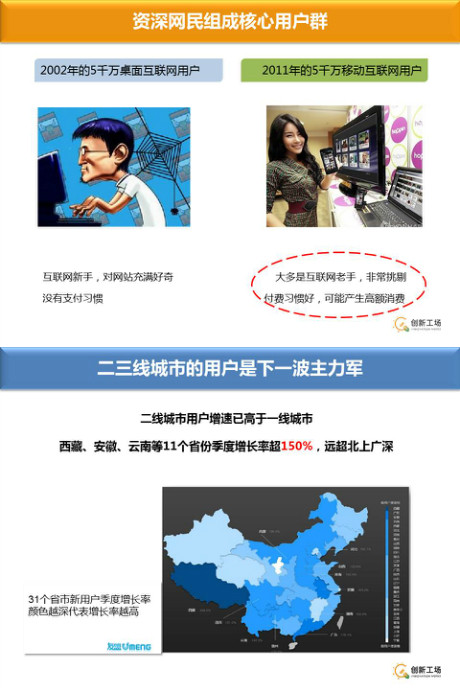 资深网民组成核心用户群
2002年的5千万桌面互联网用户
2011年的5千万移动互联网用户
互联网新手，对网站充满好奇
没有支付习惯
大多是互联网老手，非常挑剔
付费习惯好，可能产生高额消费
创新工场
二三线城市的用户是下一波主力军
二线城市用户增速已高于一线城市
西藏、安徽、云南等11个省份季度增长率超150%，远超北上广深
31个省市新用户季度增长率
颜色越深代表增长率越高
友盟UMENG
创新工场